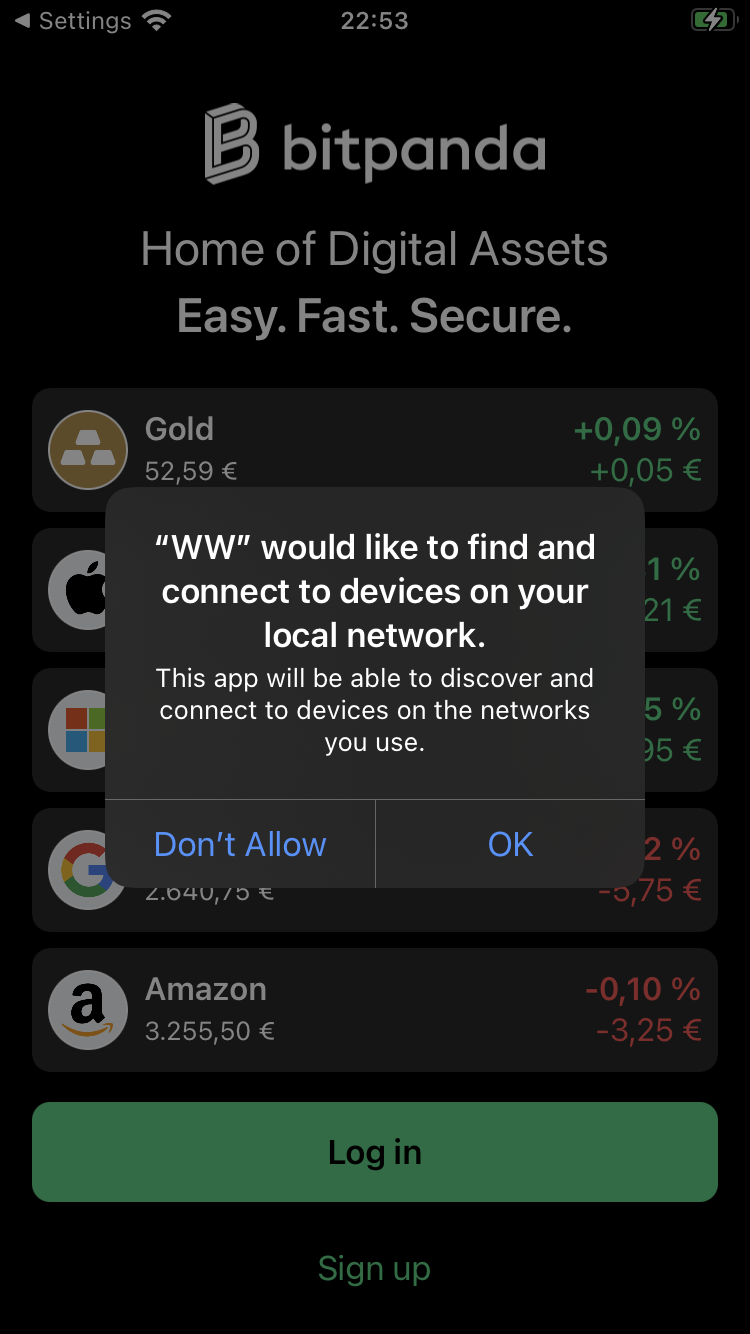 Settings 22:53
bitpanda
Home of Digital Assets
Easy. Fast. Secure.
Gold +0,09 %
52,59 € +0,05 €
“WW” would like to find and
connect to devices on your
local network.
This app will be able to discover and
connect to devices on the networks
you use.
Don’t Allow OK
1 %
21 €
5 %
95 €
2 %
2.640,75 € -5,75 €
Amazon -0,10 %
3.255,50 € -3,25 €
Log in
Sign up